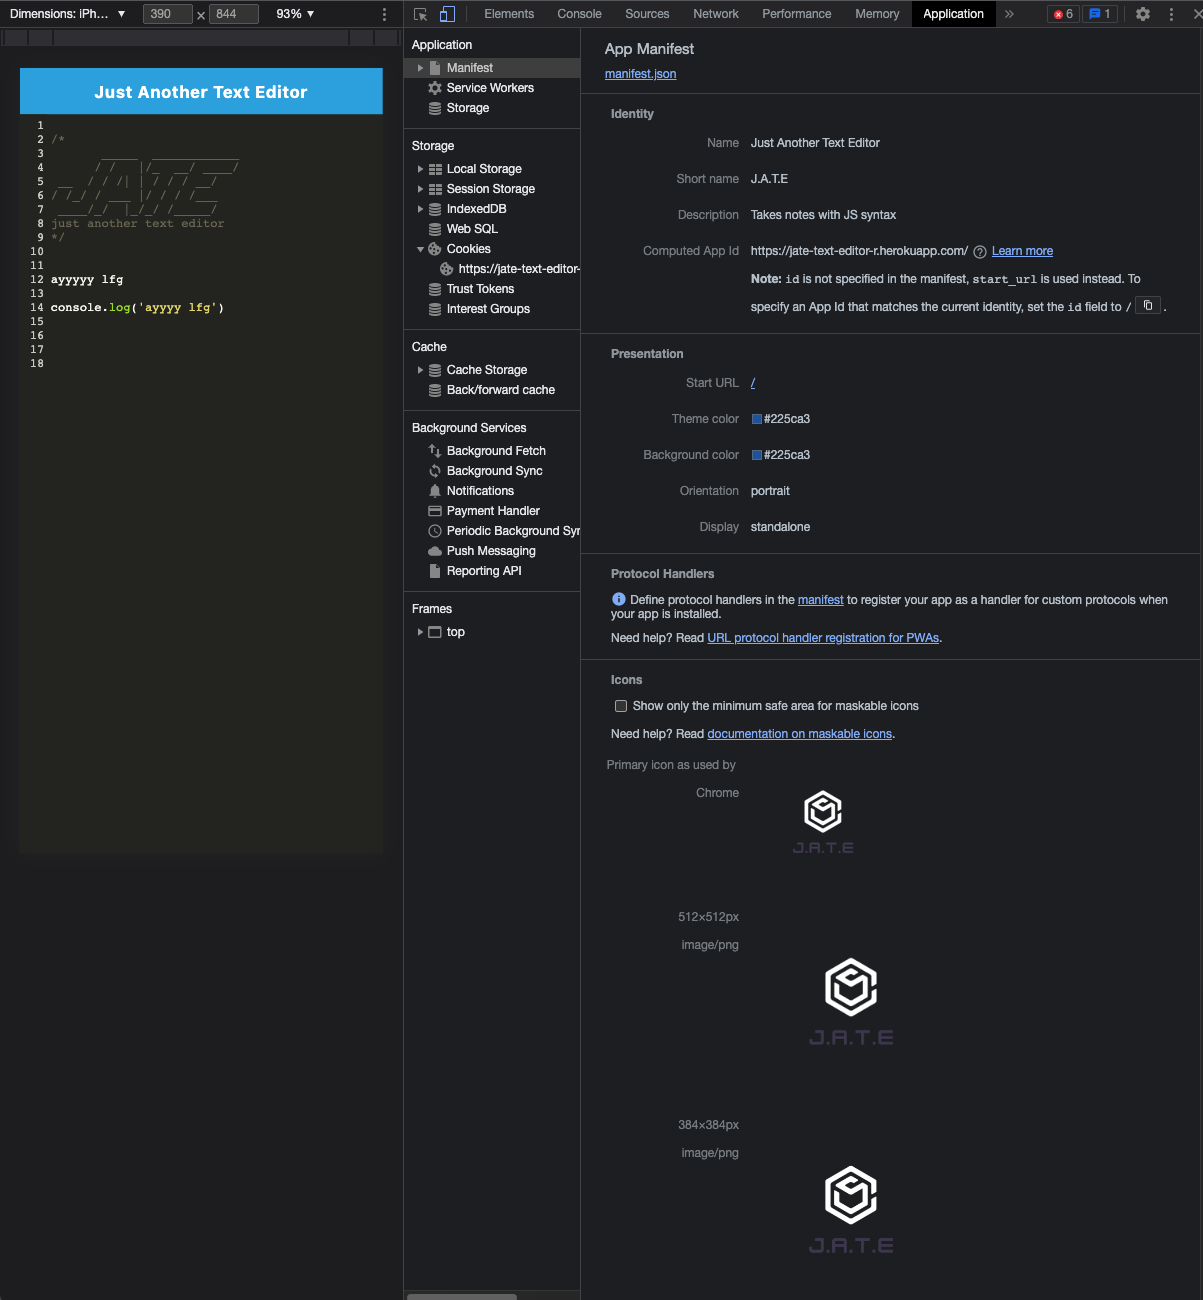 Dimensions: iPh... ▼ 390 × 844 93% ▼
Elements Console Sources Network Performance Memory Application » 6 1
Just Another Text Editor
1
2 /*
3      _____  ____________
4      / /   |/_  __/ ____/
5 __  / / /| | / / / __/
6 / /_/ / ___ |/ / / /___
7 ____/_/  |_/_/ /_____/
8 just another text editor
9 */
10
11
12 ayyyyy lfg
13
14 console.log('ayyyy lfg')
15
16
17
18
Application
Manifest
Service Workers
Storage
Storage
Local Storage
Session Storage
IndexedDB
Web SQL
Cookies
https://jate-text-editor-
Trust Tokens
Interest Groups
Cache
Cache Storage
Back/forward cache
Background Services
Background Fetch
Background Sync
Notifications
Payment Handler
Periodic Background Syn
Push Messaging
Reporting API
Frames
top
App Manifest
manifest.json
Identity
Name Just Another Text Editor
Short name J.A.T.E
Description Takes notes with JS syntax
Computed App Id https://jate-text-editor-r.herokuapp.com/ ? Learn more
Note: id is not specified in the manifest, start_url is used instead. To
specify an App Id that matches the current identity, set the id field to / .
Presentation
Start URL /
Theme color #225ca3
Background color #225ca3
Orientation portrait
Display standalone
Protocol Handlers
Define protocol handlers in the manifest to register your app as a handler for custom protocols when
your app is installed.
Need help? Read URL protocol handler registration for PWAs.
Icons
Show only the minimum safe area for maskable icons
Need help? Read documentation on maskable icons.
Primary icon as used by
Chrome
J.A.T.E
512×512px
image/png
J.A.T.E
384×384px
image/png
J.A.T.E